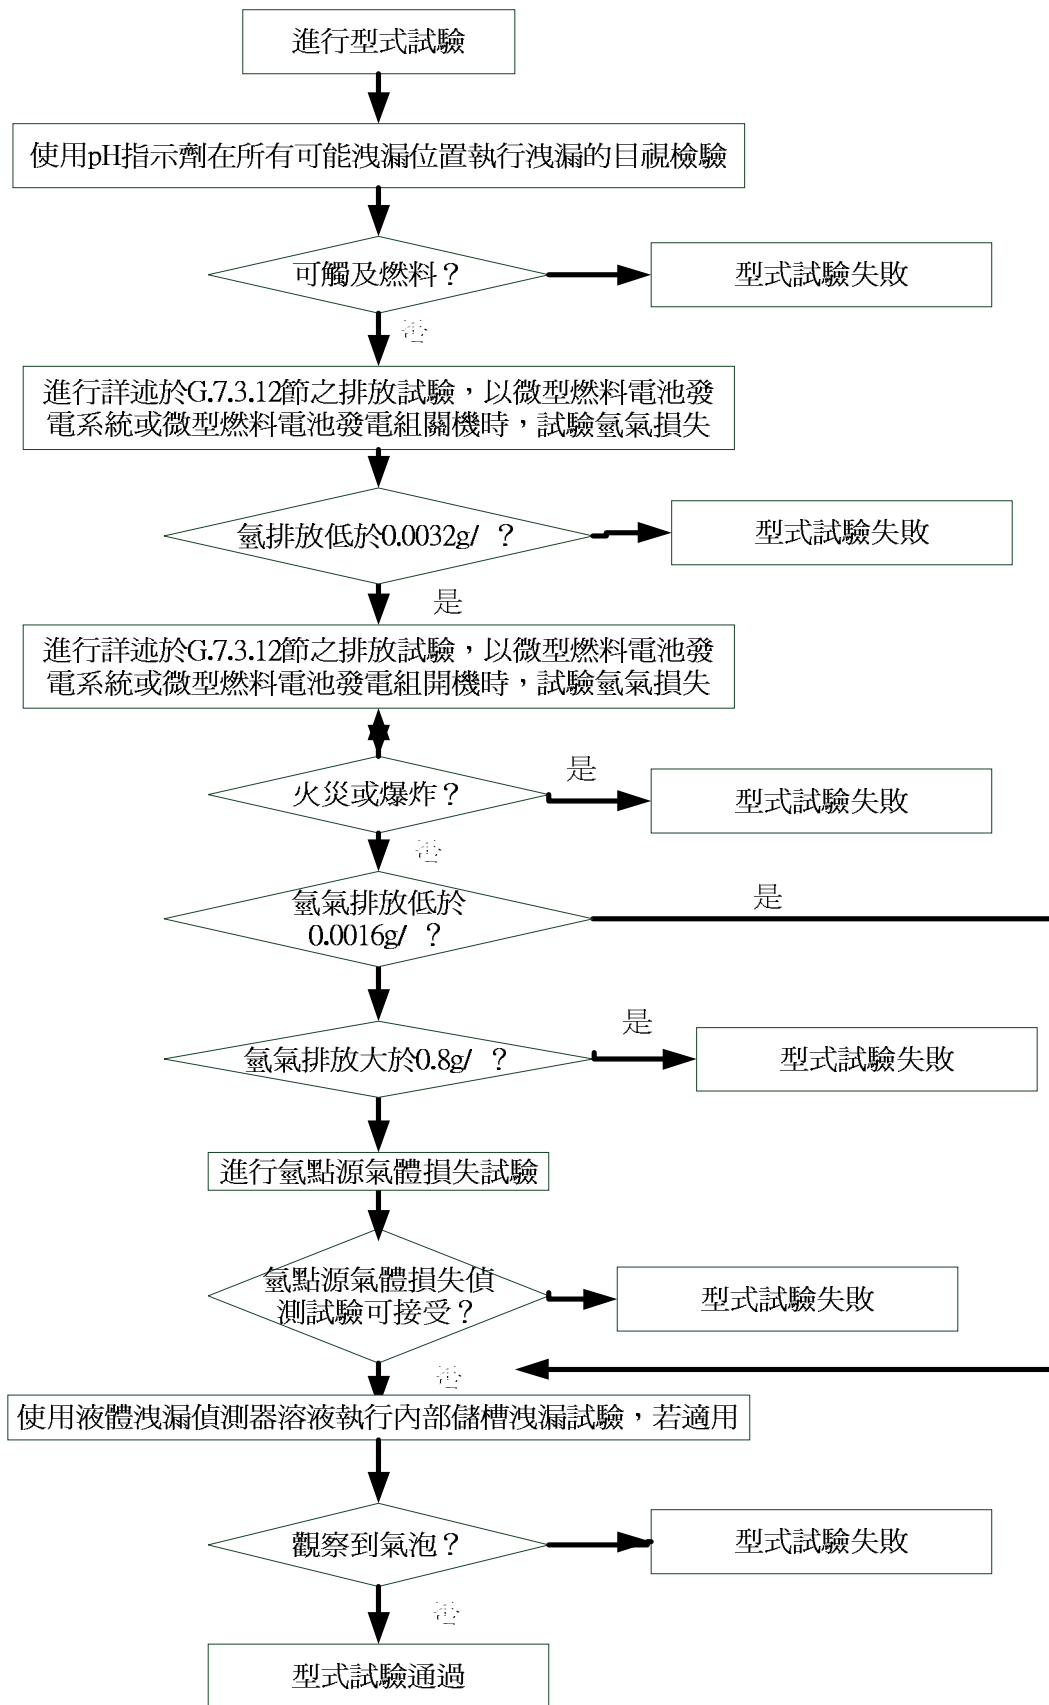 進行型式試驗
使用pH指示劑在所有可能洩漏位置執行洩漏的目視檢驗
可觸及燃料？
型式試驗失敗
否
進行詳述於G.7.3.12節之排放試驗，以微型燃料電池發
電系統或微型燃料電池發電組關機時，試驗氫氣損失
氫排放低於0.0032g/ ？
型式試驗失敗
是
進行詳述於G.7.3.12節之排放試驗，以微型燃料電池發
電系統或微型燃料電池發電組開機時，試驗氫氣損失
火災或爆炸？
是
型式試驗失敗
否
氫氣排放低於
0.0016g/ ？
是
氫氣排放大於0.8g/ ？
是
型式試驗失敗
進行氫點源氣體損失試驗
氫點源氣體損失偵
測試驗可接受？
型式試驗失敗
否
使用液體洩漏偵測器溶液執行內部儲槽洩漏試驗，若適用
觀察到氣泡？
型式試驗失敗
否
型式試驗通過